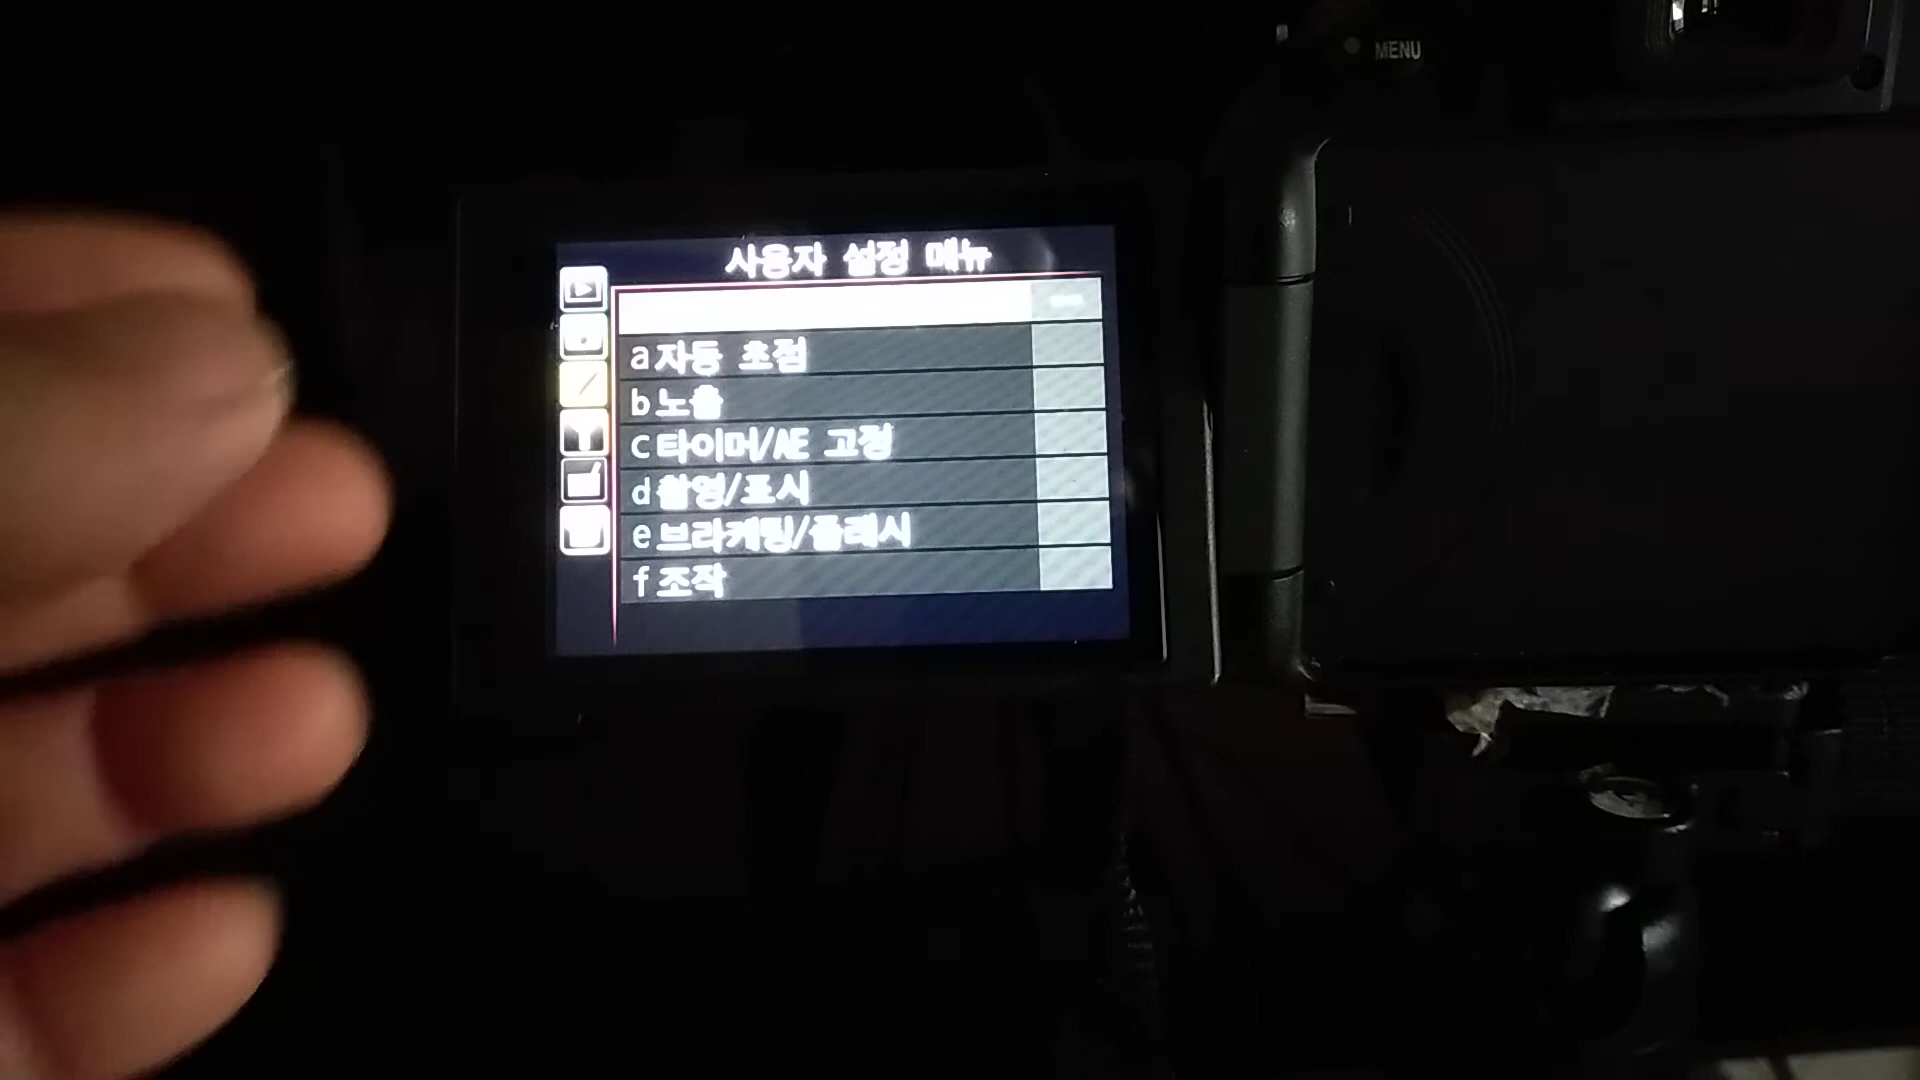 MENU
사용자 설정 메뉴
a 자동 초점
b 노출
c 타이머/AE 고정
d 촬영/표시
e 브라케팅/플래시
f 조작